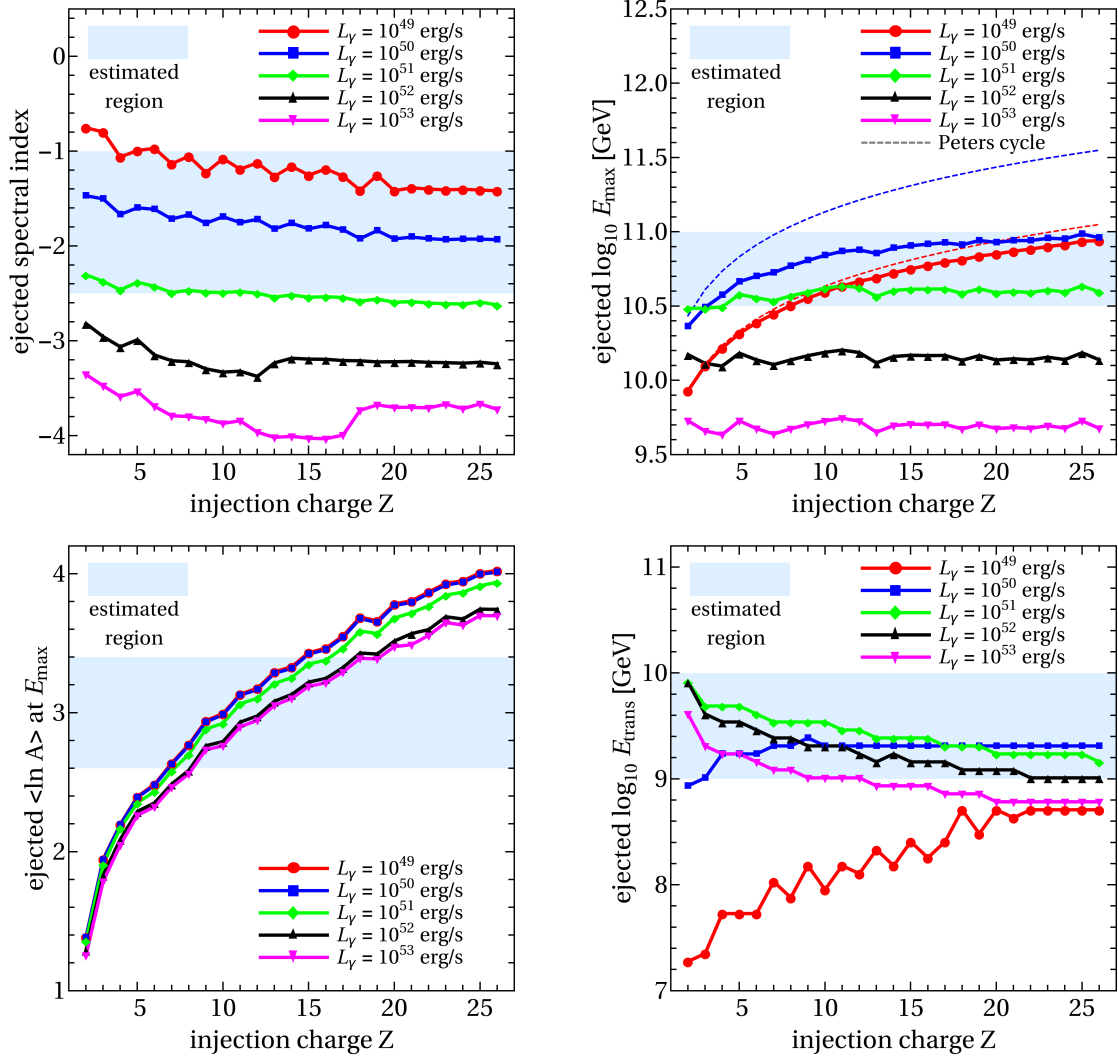 ejected spectral index
0
−1
−2
−3
−4
estimated
region
L_γ = 10^49 erg/s
L_γ = 10^50 erg/s
L_γ = 10^51 erg/s
L_γ = 10^52 erg/s
L_γ = 10^53 erg/s
5 10 15 20 25
injection charge Z
ejected log10 E_max [GeV]
12.5
12.0
11.5
11.0
10.5
10.0
9.5
estimated
region
L_γ = 10^49 erg/s
L_γ = 10^50 erg/s
L_γ = 10^51 erg/s
L_γ = 10^52 erg/s
L_γ = 10^53 erg/s
Peters cycle
5 10 15 20 25
injection charge Z
ejected <ln A> at E_max
4
3
2
1
estimated
region
L_γ = 10^49 erg/s
L_γ = 10^50 erg/s
L_γ = 10^51 erg/s
L_γ = 10^52 erg/s
L_γ = 10^53 erg/s
5 10 15 20 25
injection charge Z
ejected log10 E_trans [GeV]
11
10
9
8
7
estimated
region
L_γ = 10^49 erg/s
L_γ = 10^50 erg/s
L_γ = 10^51 erg/s
L_γ = 10^52 erg/s
L_γ = 10^53 erg/s
5 10 15 20 25
injection charge Z